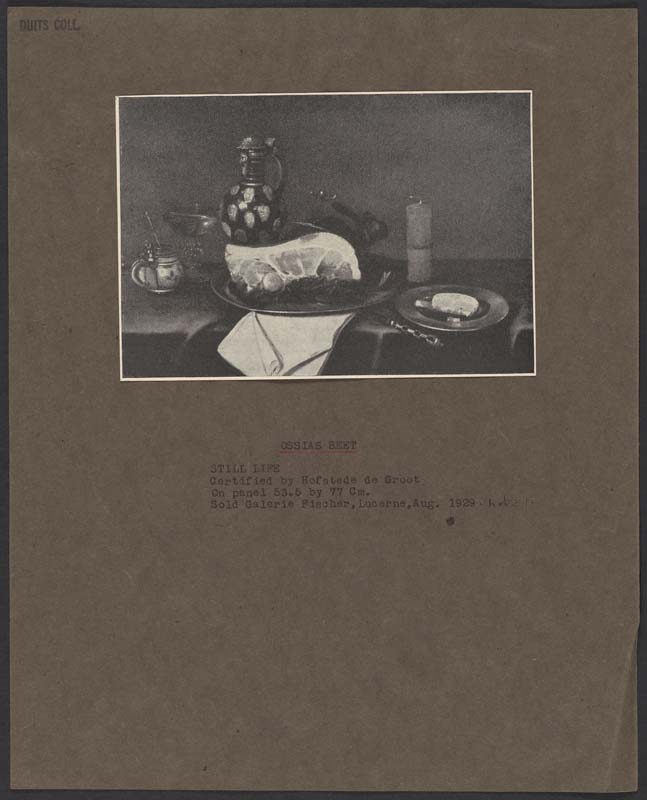 DUITS COLL.
OSSIAS BEET
STILL LIFE
Certified by Hofstede de Groot
On panel 53.5 by 77 Cm.
Sold Galerie Fischer, Lucerne, Aug. 1929